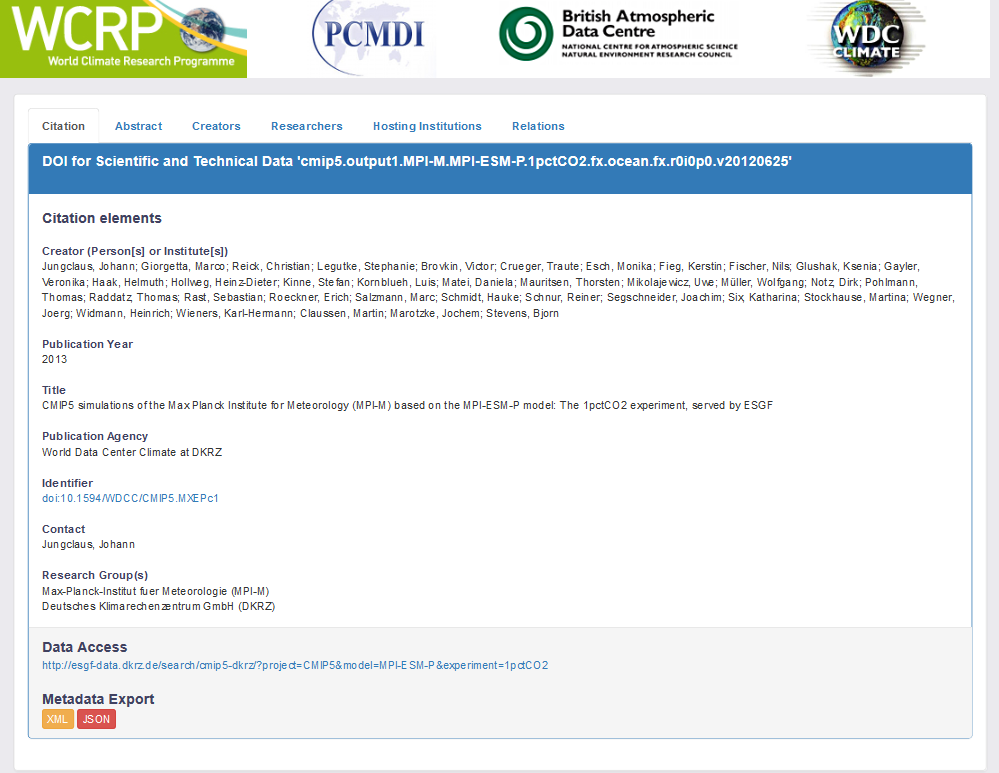 WCRP
World Climate Research Programme
PCMDI
British Atmospheric
Data Centre
NATIONAL CENTRE FOR ATMOSPHERIC SCIENCE
NATURAL ENVIRONMENT RESEARCH COUNCIL
WDC
CLIMATE
Citation Abstract Creators Researchers Hosting Institutions Relations
DOI for Scientific and Technical Data 'cmip5.output1.MPI-M.MPI-ESM-P.1pctCO2.fx.ocean.fx.r0i0p0.v20120625'
Citation elements
Creator (Person[s] or Institute[s])
Jungclaus, Johann; Giorgetta, Marco; Reick, Christian; Legutke, Stephanie; Brovkin, Victor; Crueger, Traute; Esch, Monika; Fieg, Kerstin; Fischer, Nils; Glushak, Ksenia; Gayler,
Veronika; Haak, Helmuth; Hollweg, Heinz-Dieter; Kinne, Stefan; Kornblueh, Luis; Matei, Daniela; Mauritsen, Thorsten; Mikolajewicz, Uwe; Müller, Wolfgang; Notz, Dirk; Pohlmann,
Thomas; Raddatz, Thomas; Rast, Sebastian; Roeckner, Erich; Salzmann, Marc; Schmidt, Hauke; Schnur, Reiner; Segschneider, Joachim; Six, Katharina; Stockhause, Martina; Wegner,
Joerg; Widmann, Heinrich; Wieners, Karl-Hermann; Claussen, Martin; Marotzke, Jochem; Stevens, Bjorn
Publication Year
2013
Title
CMIP5 simulations of the Max Planck Institute for Meteorology (MPI-M) based on the MPI-ESM-P model: The 1pctCO2 experiment, served by ESGF
Publication Agency
World Data Center Climate at DKRZ
Identifier
doi:10.1594/WDCC/CMIP5.MXEPc1
Contact
Jungclaus, Johann
Research Group(s)
Max-Planck-Institut fuer Meteorologie (MPI-M)
Deutsches Klimarechenzentrum GmbH (DKRZ)
Data Access
http://esgf-data.dkrz.de/search/cmip5-dkrz/?project=CMIP5&model=MPI-ESM-P&experiment=1pctCO2
Metadata Export
XML JSON